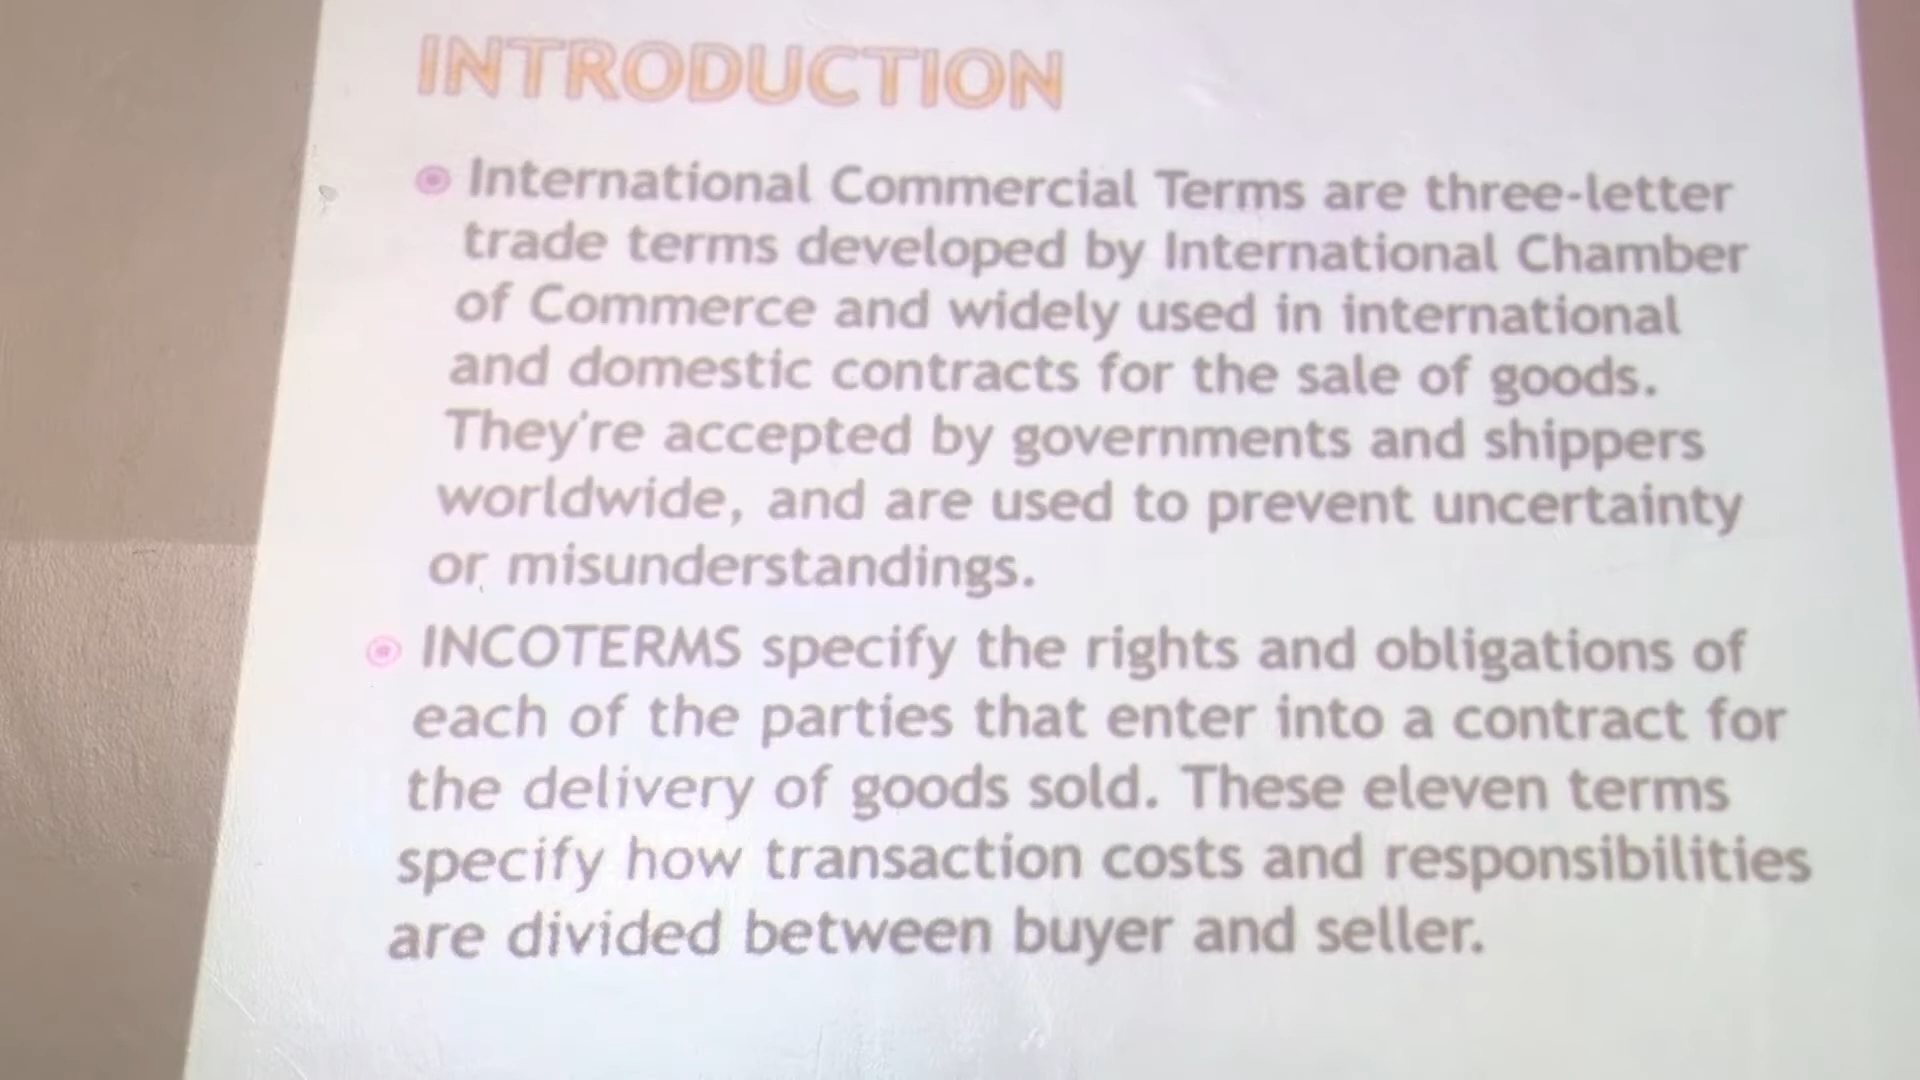 INTRODUCTION
International Commercial Terms are three-letter
trade terms developed by International Chamber
of Commerce and widely used in international
and domestic contracts for the sale of goods.
They're accepted by governments and shippers
worldwide, and are used to prevent uncertainty
or misunderstandings.
INCOTERMS specify the rights and obligations of
each of the parties that enter into a contract for
the delivery of goods sold. These eleven terms
specify how transaction costs and responsibilities
are divided between buyer and seller.